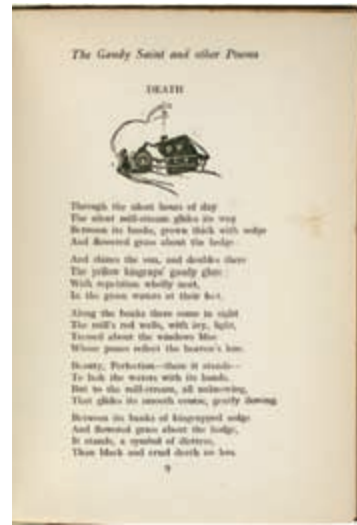 The Gaudy Saint and other Poems
DEATH
Through the silent hours of day
The silent mill-stream glides its way
Between its banks, grown thick with sedge
And flowered grass about the hedge.
And shines the sun, and doubles there
The yellow kingcups' gaudy
With repetition wholly neat,
In the green waters at their feet.
Along the banks there come in sight
The mill's red walls, with ivy, light,
Teased about the windows blue
Whose panes reflect the heaven's hue.
Beauty, Perfection—there it stands—
To lock the waters with its hands.
But to the mill-stream, all unknowing,
That glides its smooth course, gently flowing
Between its banks of kingcupped sedge
And flowered grass about the hedge,
It stands, a symbol of distress,
Than black and cruel death no less.
9